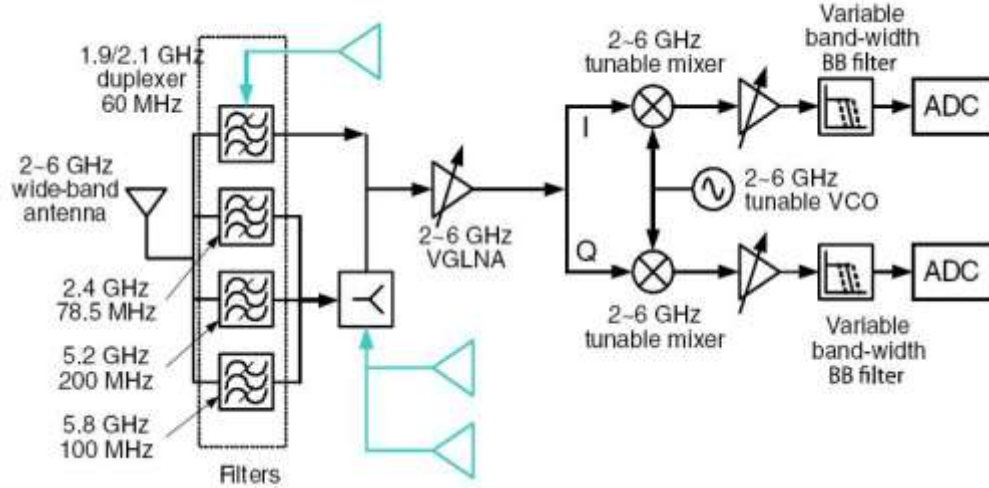 1.9/2.1 GHz
duplexer
60 MHz
2~6 GHz
wide-band
antenna
2.4 GHz
78.5 MHz
5.2 GHz
200 MHz
5.8 GHz
100 MHz
Filters
2~6 GHz
VGLNA
I
Q
2~6 GHz
tunable mixer
2~6 GHz
tunable VCO
2~6 GHz
tunable mixer
Variable
band-width
BB filter
ADC
ADC
Variable
band-width
BB filter